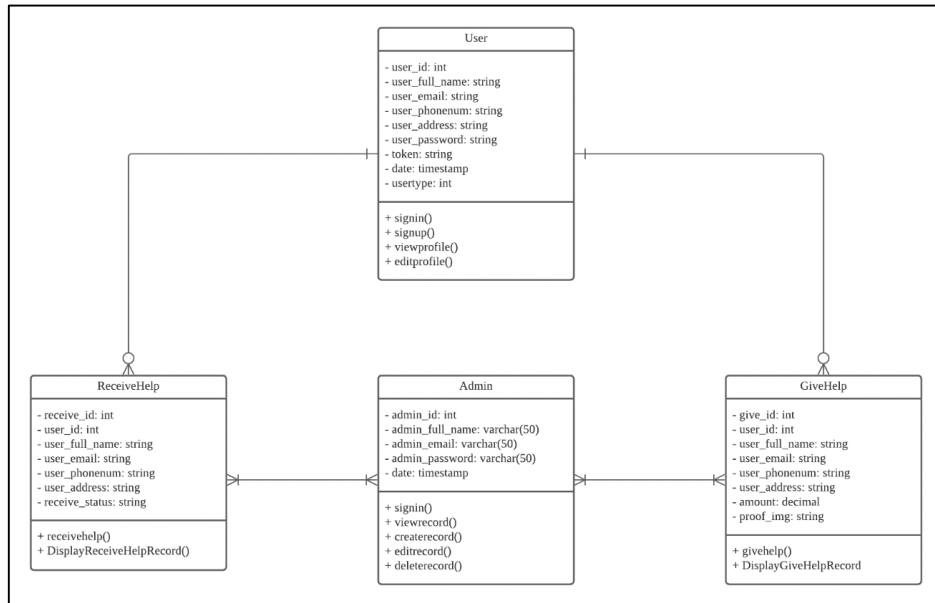 User
- user_id: int
- user_full_name: string
- user_email: string
- user_phonenum: string
- user_address: string
- user_password: string
- token: string
- date: timestamp
- usertype: int
+ signin()
+ signup()
+ viewprofile()
+ editprofile()
ReceiveHelp
- receive_id: int
- user_id: int
- user_full_name: string
- user_email: string
- user_phonenum: string
- user_address: string
- receive_status: string
+ receivehelp()
+ DisplayReceiveHelpRecord()
Admin
- admin_id: int
- admin_full_name: varchar(50)
- admin_email: varchar(50)
- admin_password: varchar(50)
- date: timestamp
+ signin()
+ viewrecord()
+ createrecord()
+ editrecord()
+ deleterecord()
GiveHelp
- give_id: int
- user_id: int
- user_full_name: string
- user_email: string
- user_phonenum: string
- user_address: string
- amount: decimal
- proof_img: string
+ givehelp()
+ DisplayGiveHelpRecord